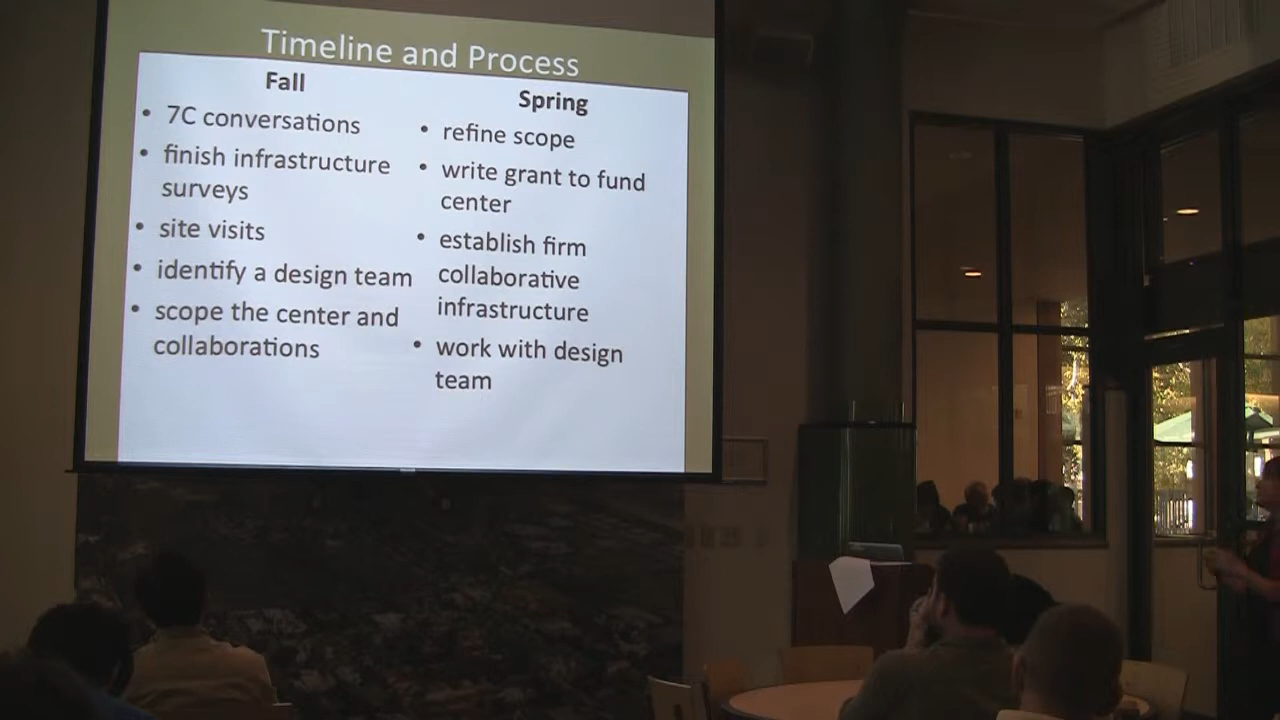 Timeline and Process
Fall
• 7C conversations
• finish infrastructure
surveys
• site visits
• identify a design team
• scope the center and
collaborations
Spring
• refine scope
• write grant to fund
center
• establish firm
collaborative
infrastructure
• work with design
team